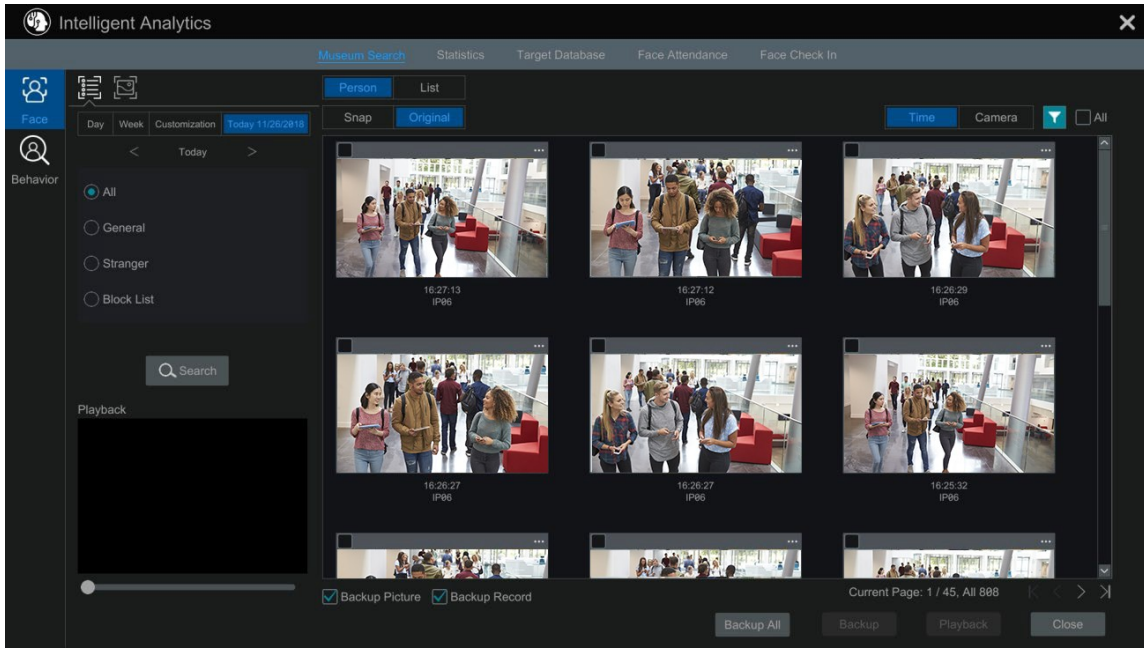 Intelligent Analytics
Museum Search Statistics Target Database Face Attendance Face Check In
Face
Behavior
Day Week Customization Today 11/26/2018
< Today >
All
General
Stranger
Block List
Search
Playback
Person List
Snap Original
Time Camera All
16:27:13
IP06
16:27:12
IP06
16:26:29
IP06
16:26:27
IP06
16:26:27
IP06
16:25:32
IP06
Backup Picture Backup Record
Current Page: 1 / 45, All 808
Backup All Backup Playback Close